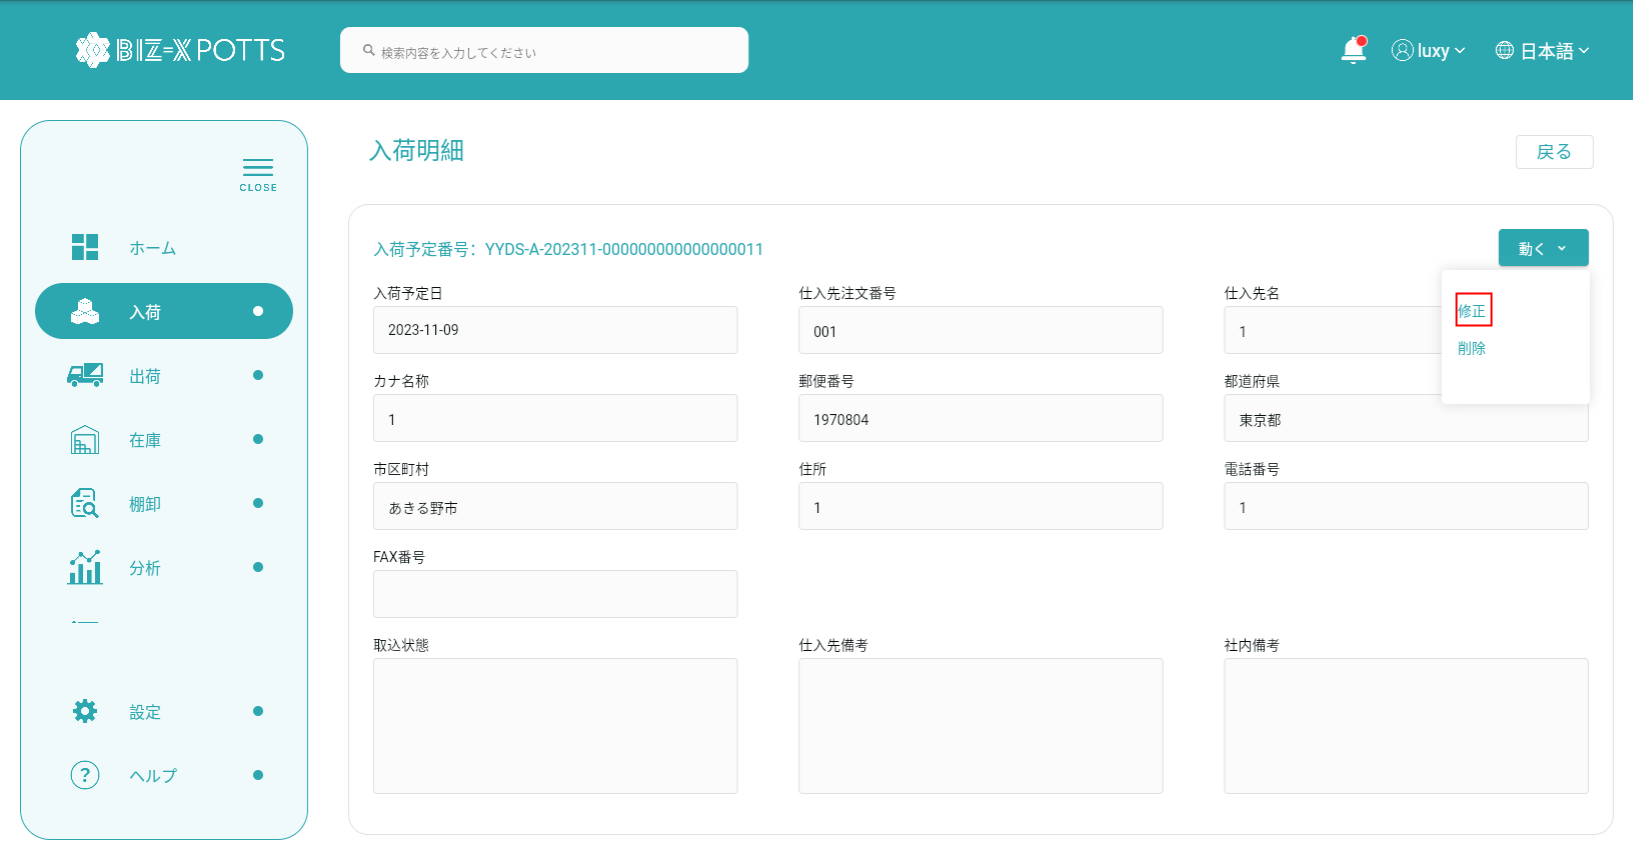 BIZ-X POTTS
検索内容を入力してください
luxy
日本語
CLOSE
ホーム
入荷
出荷
在庫
棚卸
分析
設定
?
ヘルプ
入荷明細
戻る
入荷予定番号：YYDS-A-202311-000000000000000011
動く
修正
削除
入荷予定日
2023-11-09
仕入先注文番号
001
仕入先名
1
カナ名称
1
郵便番号
1970804
都道府県
東京都
市区町村
あきる野市
住所
1
電話番号
1
FAX番号
取込状態
仕入先備考
社内備考